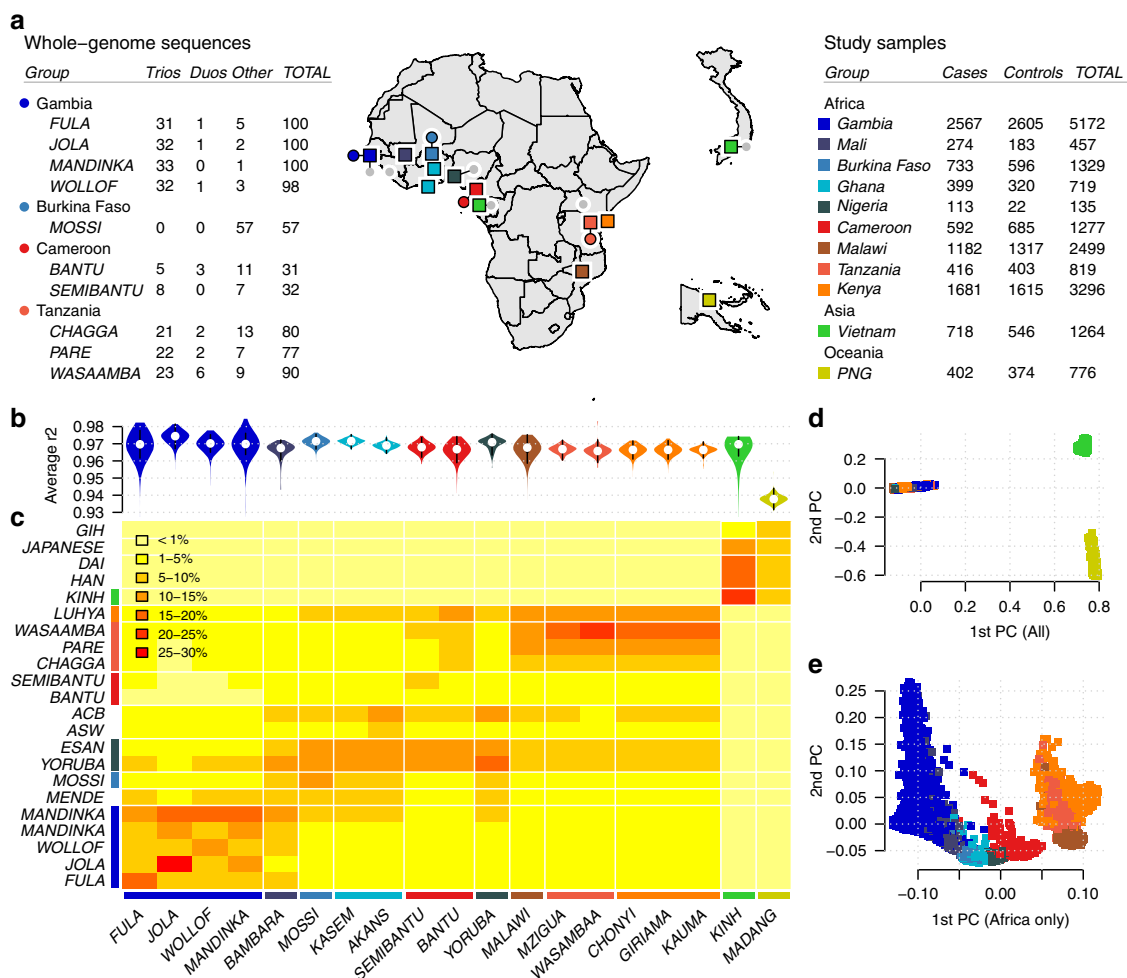 a
Whole−genome sequences
Group Trios Duos Other TOTAL
Gambia
FULA 31 1 5 100
JOLA 32 1 2 100
MANDINKA 33 0 1 100
WOLLOF 32 1 3 98
Burkina Faso
MOSSI 0 0 57 57
Cameroon
BANTU 5 3 11 31
SEMIBANTU 8 0 7 32
Tanzania
CHAGGA 21 2 13 80
PARE 22 2 7 77
WASAAMBA 23 6 9 90
Study samples
Group Cases Controls TOTAL
Africa
Gambia 2567 2605 5172
Mali 274 183 457
Burkina Faso 733 596 1329
Ghana 399 320 719
Nigeria 113 22 135
Cameroon 592 685 1277
Malawi 1182 1317 2499
Tanzania 416 403 819
Kenya 1681 1615 3296
Asia
Vietnam 718 546 1264
Oceania
PNG 402 374 776
b
Average r2
0.98
0.97
0.96
0.95
0.94
0.93
c
GIH
JAPANESE
DAI
HAN
KINH
LUHYA
WASAAMBA
PARE
CHAGGA
SEMIBANTU
BANTU
ACB
ASW
ESAN
YORUBA
MOSSI
MENDE
MANDINKA
MANDINKA
WOLLOF
JOLA
FULA
< 1%
1−5%
5−10%
10−15%
15−20%
20−25%
25−30%
FULA
JOLA
WOLLOF
MANDINKA
BAMBARA
MOSSI
KASEM
AKANS
SEMIBANTU
BANTU
YORUBA
MALAWI
MZIGUA
WASAMBAA
CHONYI
GIRIAMA
KAUMA
KINH
MADANG
d
2nd PC
0.2
0.0
−0.2
−0.4
−0.6
0.0 0.2 0.4 0.6 0.8
1st PC (All)
e
2nd PC
0.25
0.20
0.15
0.10
0.05
0.00
−0.05
−0.10 0.00 0.10
1st PC (Africa only)